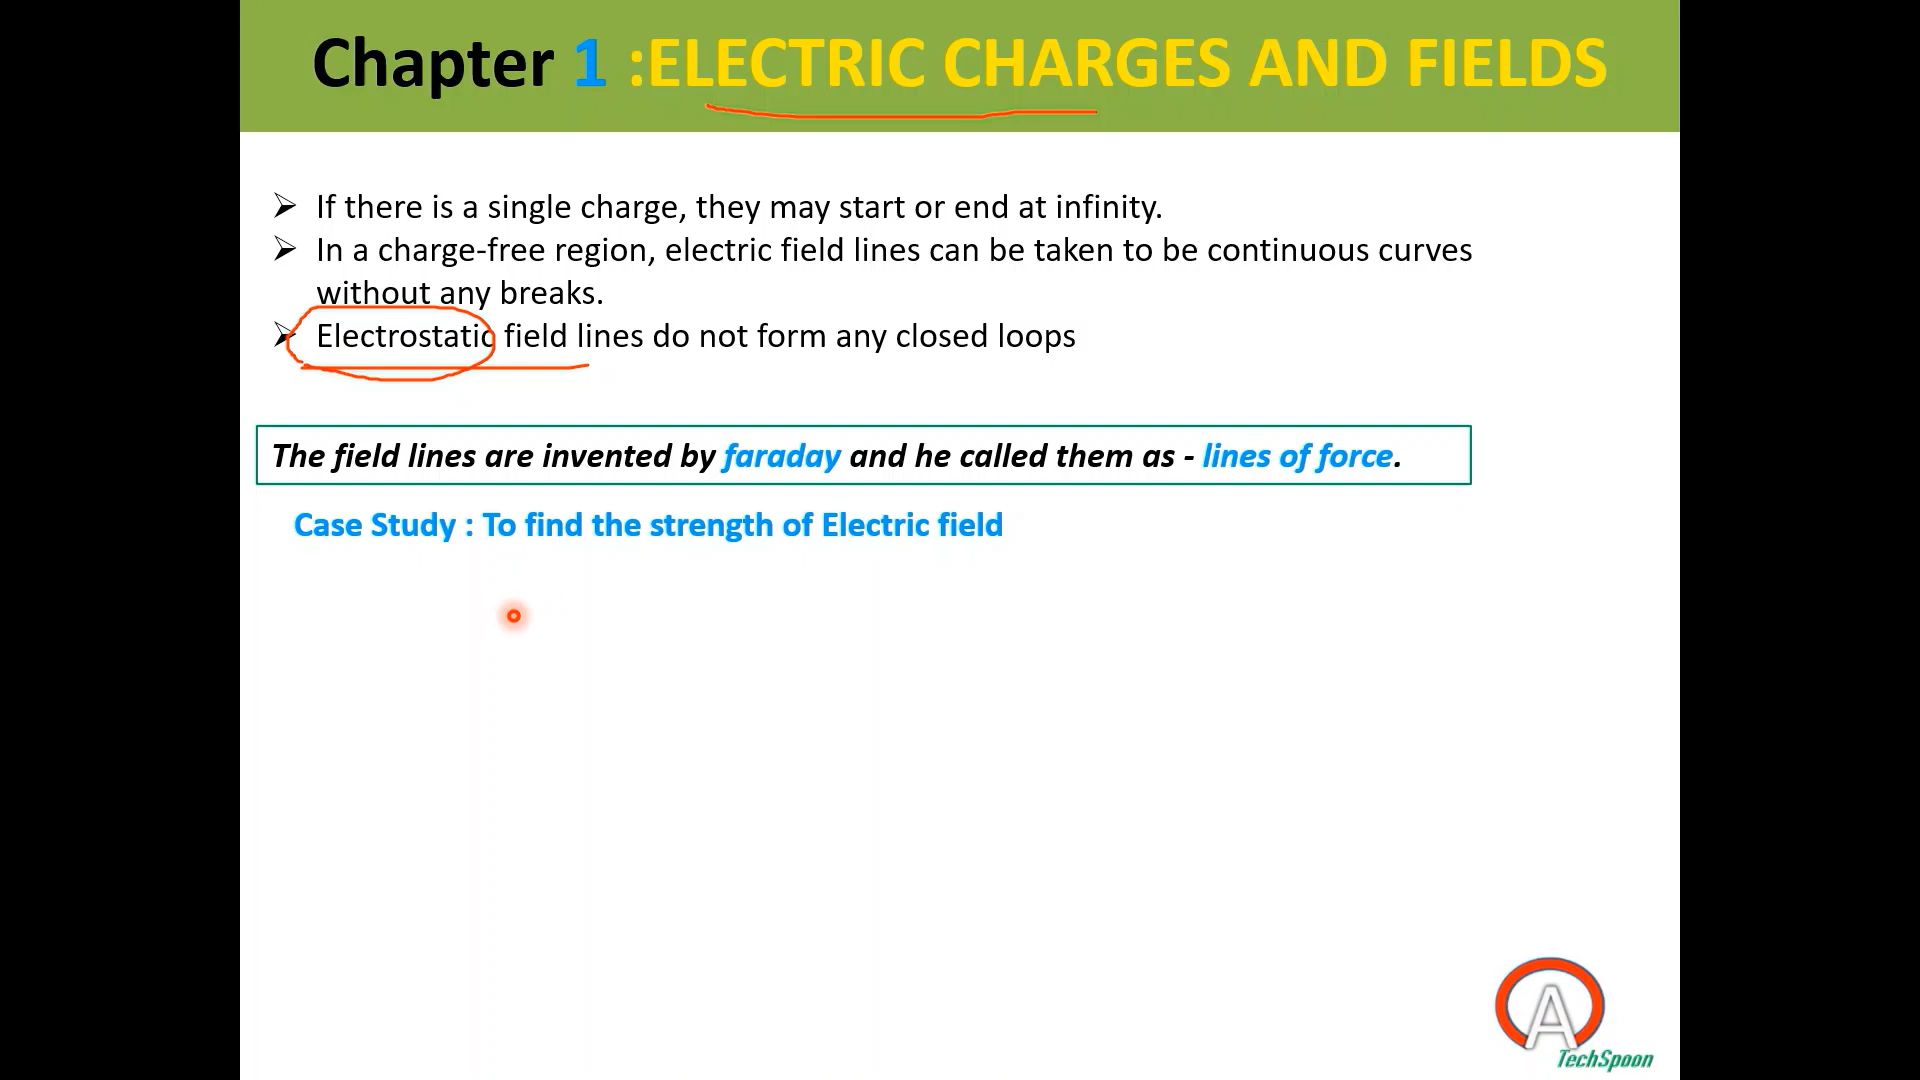 Chapter 1 :ELECTRIC CHARGES AND FIELDS
If there is a single charge, they may start or end at infinity.
In a charge-free region, electric field lines can be taken to be continuous curves
without any breaks.
Electrostatic field lines do not form any closed loops
The field lines are invented by faraday and he called them as - lines of force.
Case Study : To find the strength of Electric field
A
TechSpoon